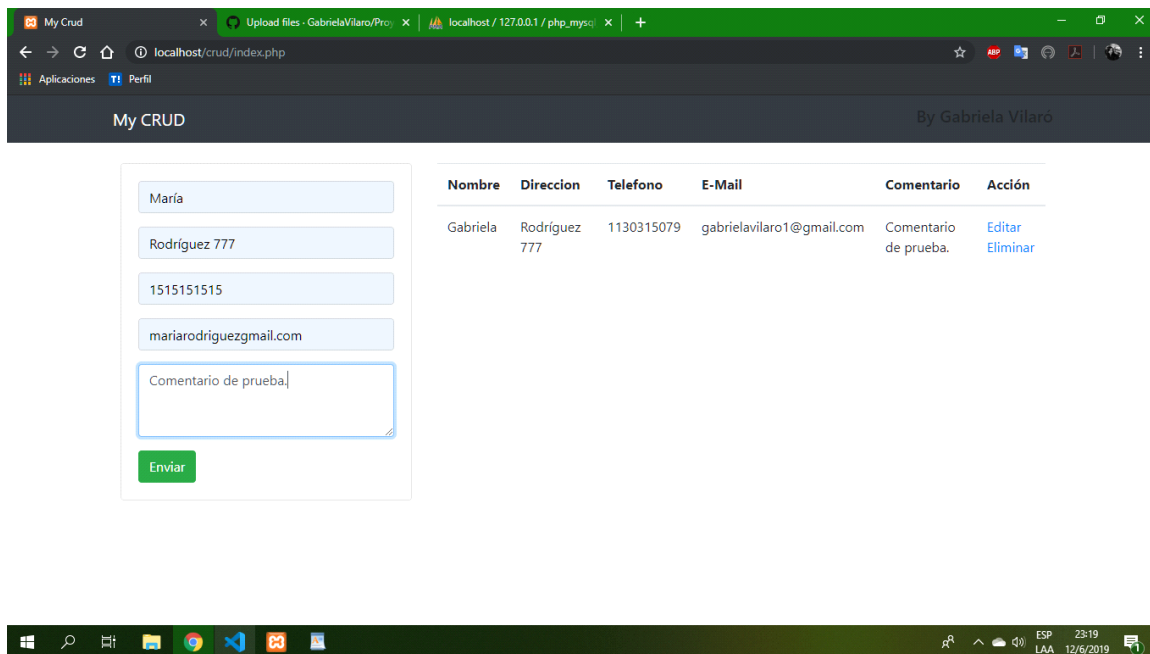 My Crud
Upload files · GabrielaVilaro/Proy
localhost / 127.0.0.1 / php_mysql
localhost/crud/index.php
ABP
Aplicaciones
T!
Perfil
My CRUD
By Gabriela Vilaró
María
Rodríguez 777
1515151515
mariarodriguezgmail.com
Comentario de prueba.
Enviar
Nombre Direccion Telefono E-Mail Comentario Acción
Gabriela Rodríguez 1130315079 gabrielavilaro1@gmail.com Comentario Editar
777 de prueba. Eliminar
ESP 23:19
LAA 12/6/2019